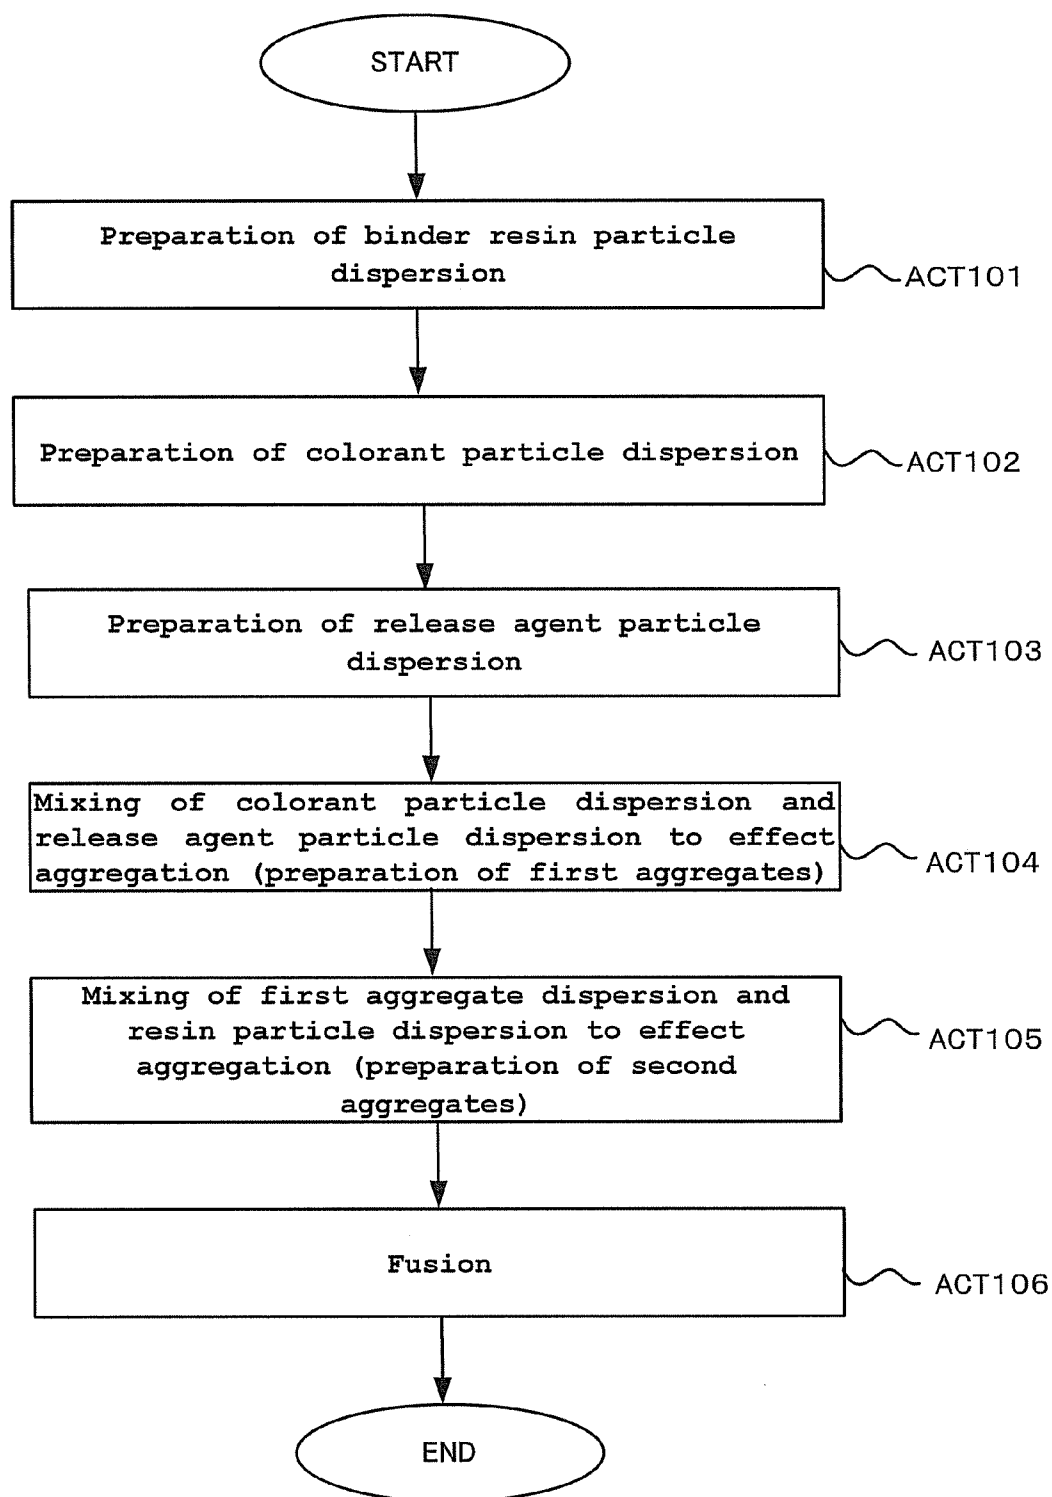 START
Preparation of binder resin particle
dispersion
ACT101
Preparation of colorant particle dispersion
ACT102
Preparation of release agent particle
dispersion
ACT103
Mixing of colorant particle dispersion and
release agent particle dispersion to effect
aggregation (preparation of first aggregates)
ACT104
Mixing of first aggregate dispersion and
resin particle dispersion to effect
aggregation (preparation of second
aggregates)
ACT105
Fusion
ACT106
END